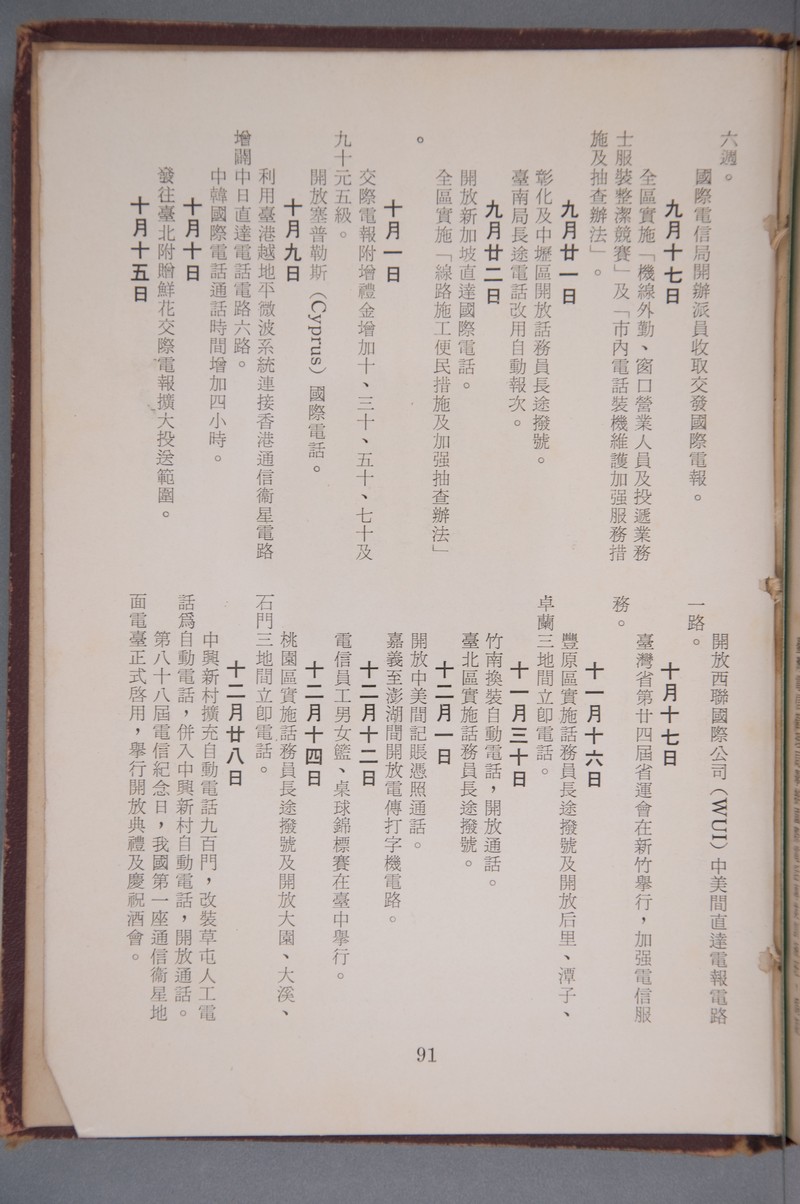 六週。
國際電信局開辦派員收取交發國際電報。
九月十七日
全區實施「機線外勤、窗口營業人員及投遞業務
士服裝整潔競賽」及「市內電話裝機維護加强服務措
施及抽查辦法」。
九月廿一日
彰化及中壢區開放話務員長途撥號。
臺南局長途電話改用自動報次。
九月廿二日
開放新加坡直達國際電話。
全區實施「線路施工便民措施及加强抽查辦法」
。
十月一日
交際電報附增禮金增加十、三十、五十、七十及
九十元五級。
開放塞普勒斯（Cyprus）國際電話。
十月九日
利用臺港越地平微波系統連接香港通信衞星電路
增闢中日直達電話電路六路。
中韓國際電話通話時間增加四小時。
十月十日
發往臺北附贈鮮花交際電報擴大投送範圍。
十月十五日
開放西聯國際公司（WUI）中美間直達電報電路
一路。
十月十七日
臺灣省第廿四屆省運會在新竹舉行，加强電信服
務。
十一月十六日
豐原區實施話務員長途撥號及開放后里、潭子、
卓蘭三地間立卽電話。
十一月三十日
竹南換裝自動電話，開放通話。
臺北區實施話務員長途撥號。
十二月一日
開放中美間記賬憑照通話。
嘉義至澎湖間開放電傳打字機電路。
十二月十二日
電信員工男女籃、桌球錦標賽在臺中舉行。
十二月十四日
桃園區實施話務員長途撥號及開放大園、大溪、
石門三地間立卽電話。
十二月廿八日
中興新村擴充自動電話九百門，改裝草屯人工電
話爲自動電話，併入中興新村自動電話，開放通話。
第八十八屆電信紀念日，我國第一座通信衞星地
面電臺正式啓用，舉行開放典禮及慶祝酒會。
91